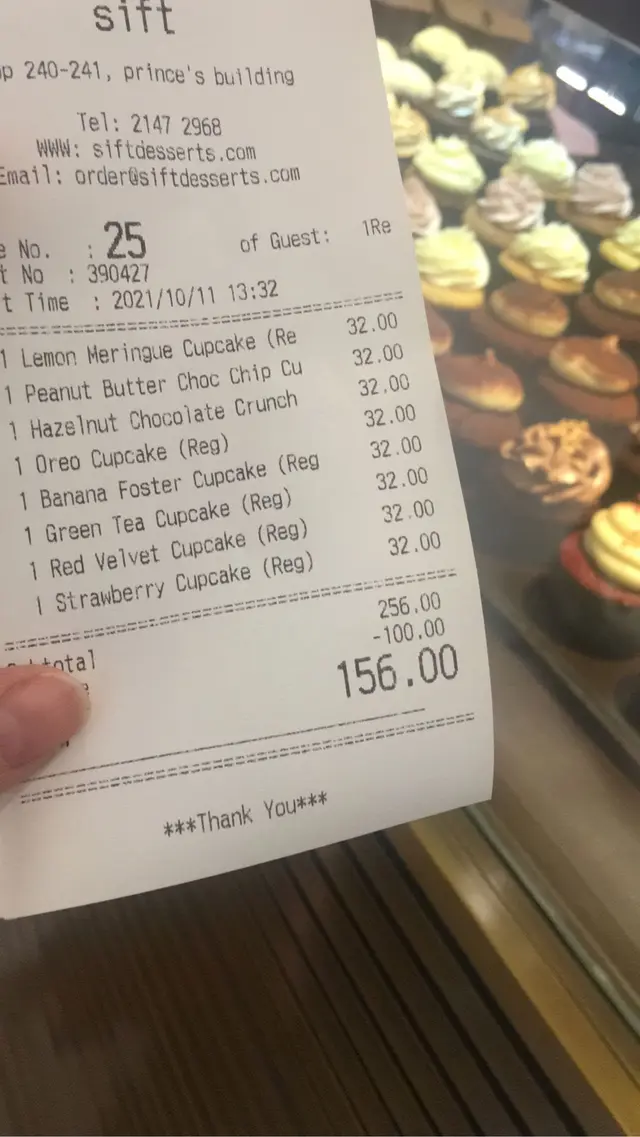 sift
240-241, prince's building
Tel: 2147 2968
WWW: siftdesserts.com
Email: order@siftdesserts.com
No. : 25 of Guest: 1Re
No : 390427
Time : 2021/10/11 13:32
1 Lemon Meringue Cupcake (Re 32.00
1 Peanut Butter Choc Chip Cu 32.00
1 Hazelnut Chocolate Crunch 32.00
1 Oreo Cupcake (Reg) 32.00
1 Banana Foster Cupcake (Reg 32.00
1 Green Tea Cupcake (Reg) 32.00
1 Red Velvet Cupcake (Reg) 32.00
1 Strawberry Cupcake (Reg) 32.00
total 256.00
-100.00
156.00
***Thank You***